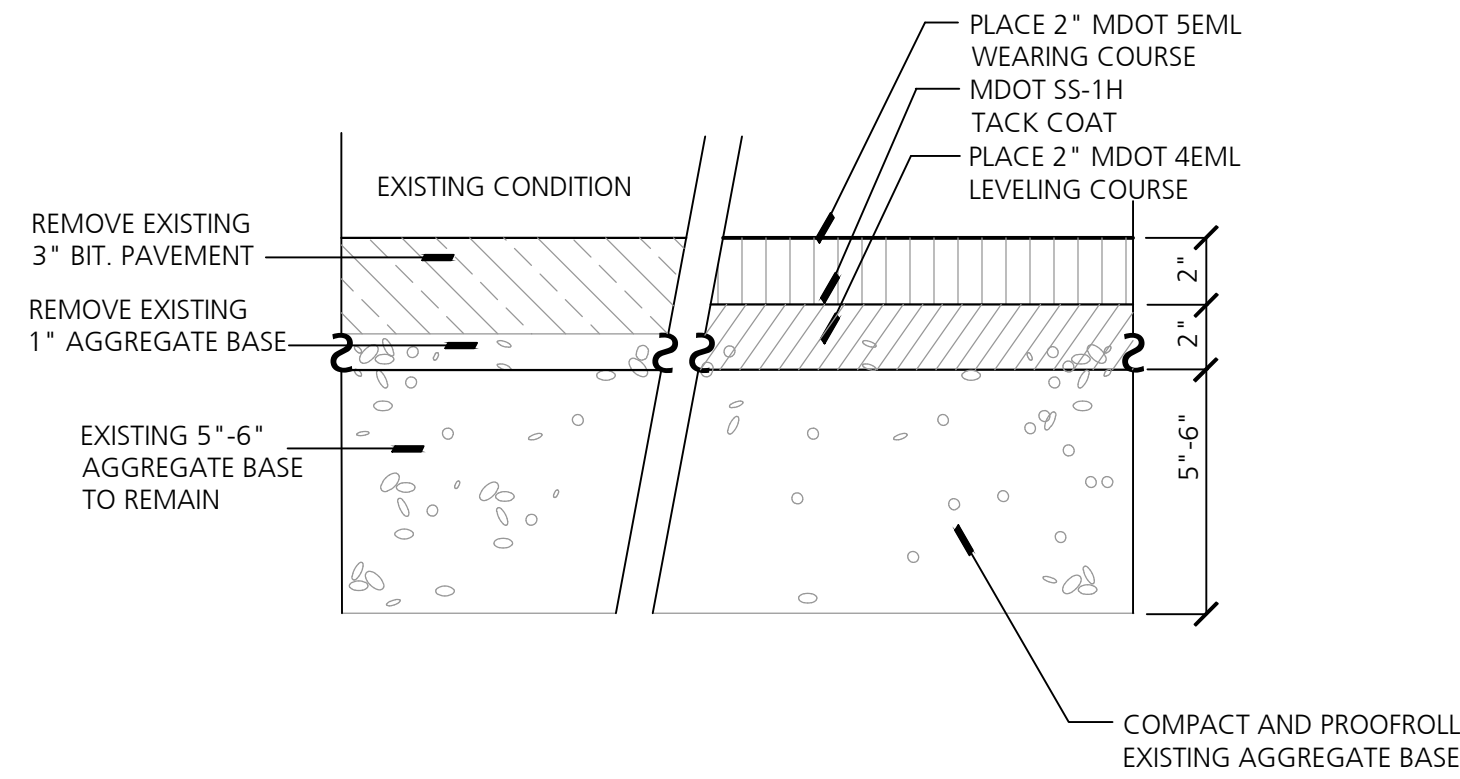 PLACE 2" MDOT 5EML
WEARING COURSE
MDOT SS-1H
TACK COAT
PLACE 2" MDOT 4EML
LEVELING COURSE
EXISTING CONDITION
REMOVE EXISTING
3" BIT. PAVEMENT
REMOVE EXISTING
1" AGGREGATE BASE
EXISTING 5"-6"
AGGREGATE BASE
TO REMAIN
2"
2"
5"-6"
COMPACT AND PROOFROLL
EXISTING AGGREGATE BASE